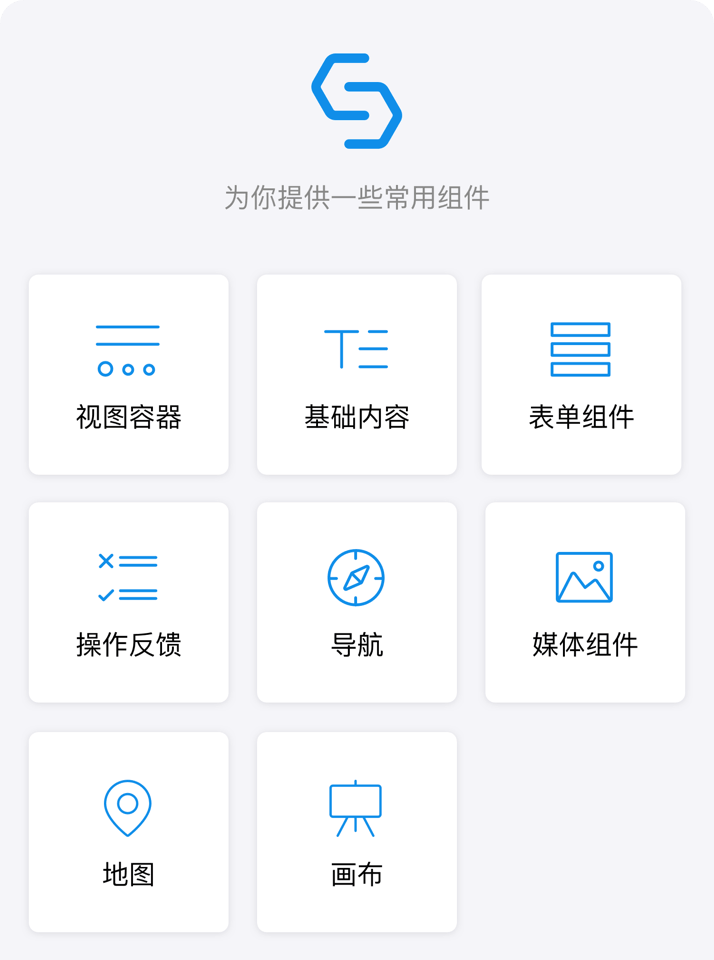 为你提供一些常用组件
视图容器
基础内容
表单组件
操作反馈
导航
媒体组件
地图
画布